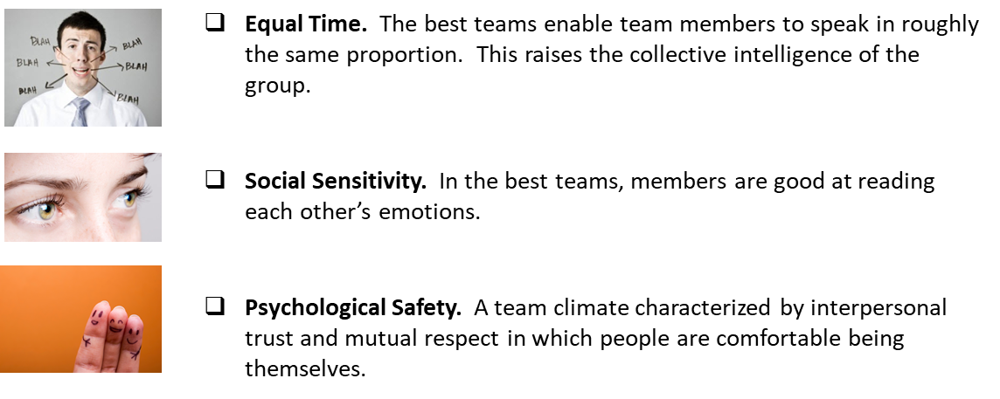 BLAH
BLAH
BLAH
BLAH
BLAH
BLAH
❑ Equal Time. The best teams enable team members to speak in roughly
the same proportion. This raises the collective intelligence of the
group.
❑ Social Sensitivity. In the best teams, members are good at reading
each other’s emotions.
❑ Psychological Safety. A team climate characterized by interpersonal
trust and mutual respect in which people are comfortable being
themselves.